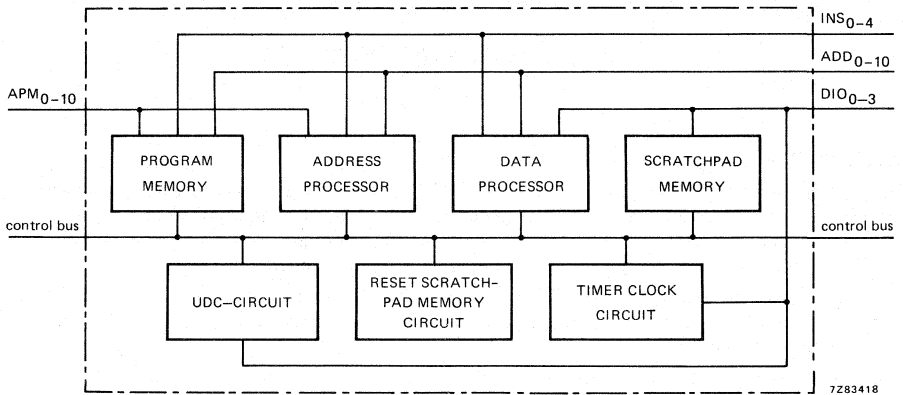 INS0–4
ADD0–10
APM0–10
DIO0–3
PROGRAM
MEMORY
ADDRESS
PROCESSOR
DATA
PROCESSOR
SCRATCHPAD
MEMORY
control bus
control bus
UDC–CIRCUIT
RESET SCRATCH–
PAD MEMORY
CIRCUIT
TIMER CLOCK
CIRCUIT
7Z83418